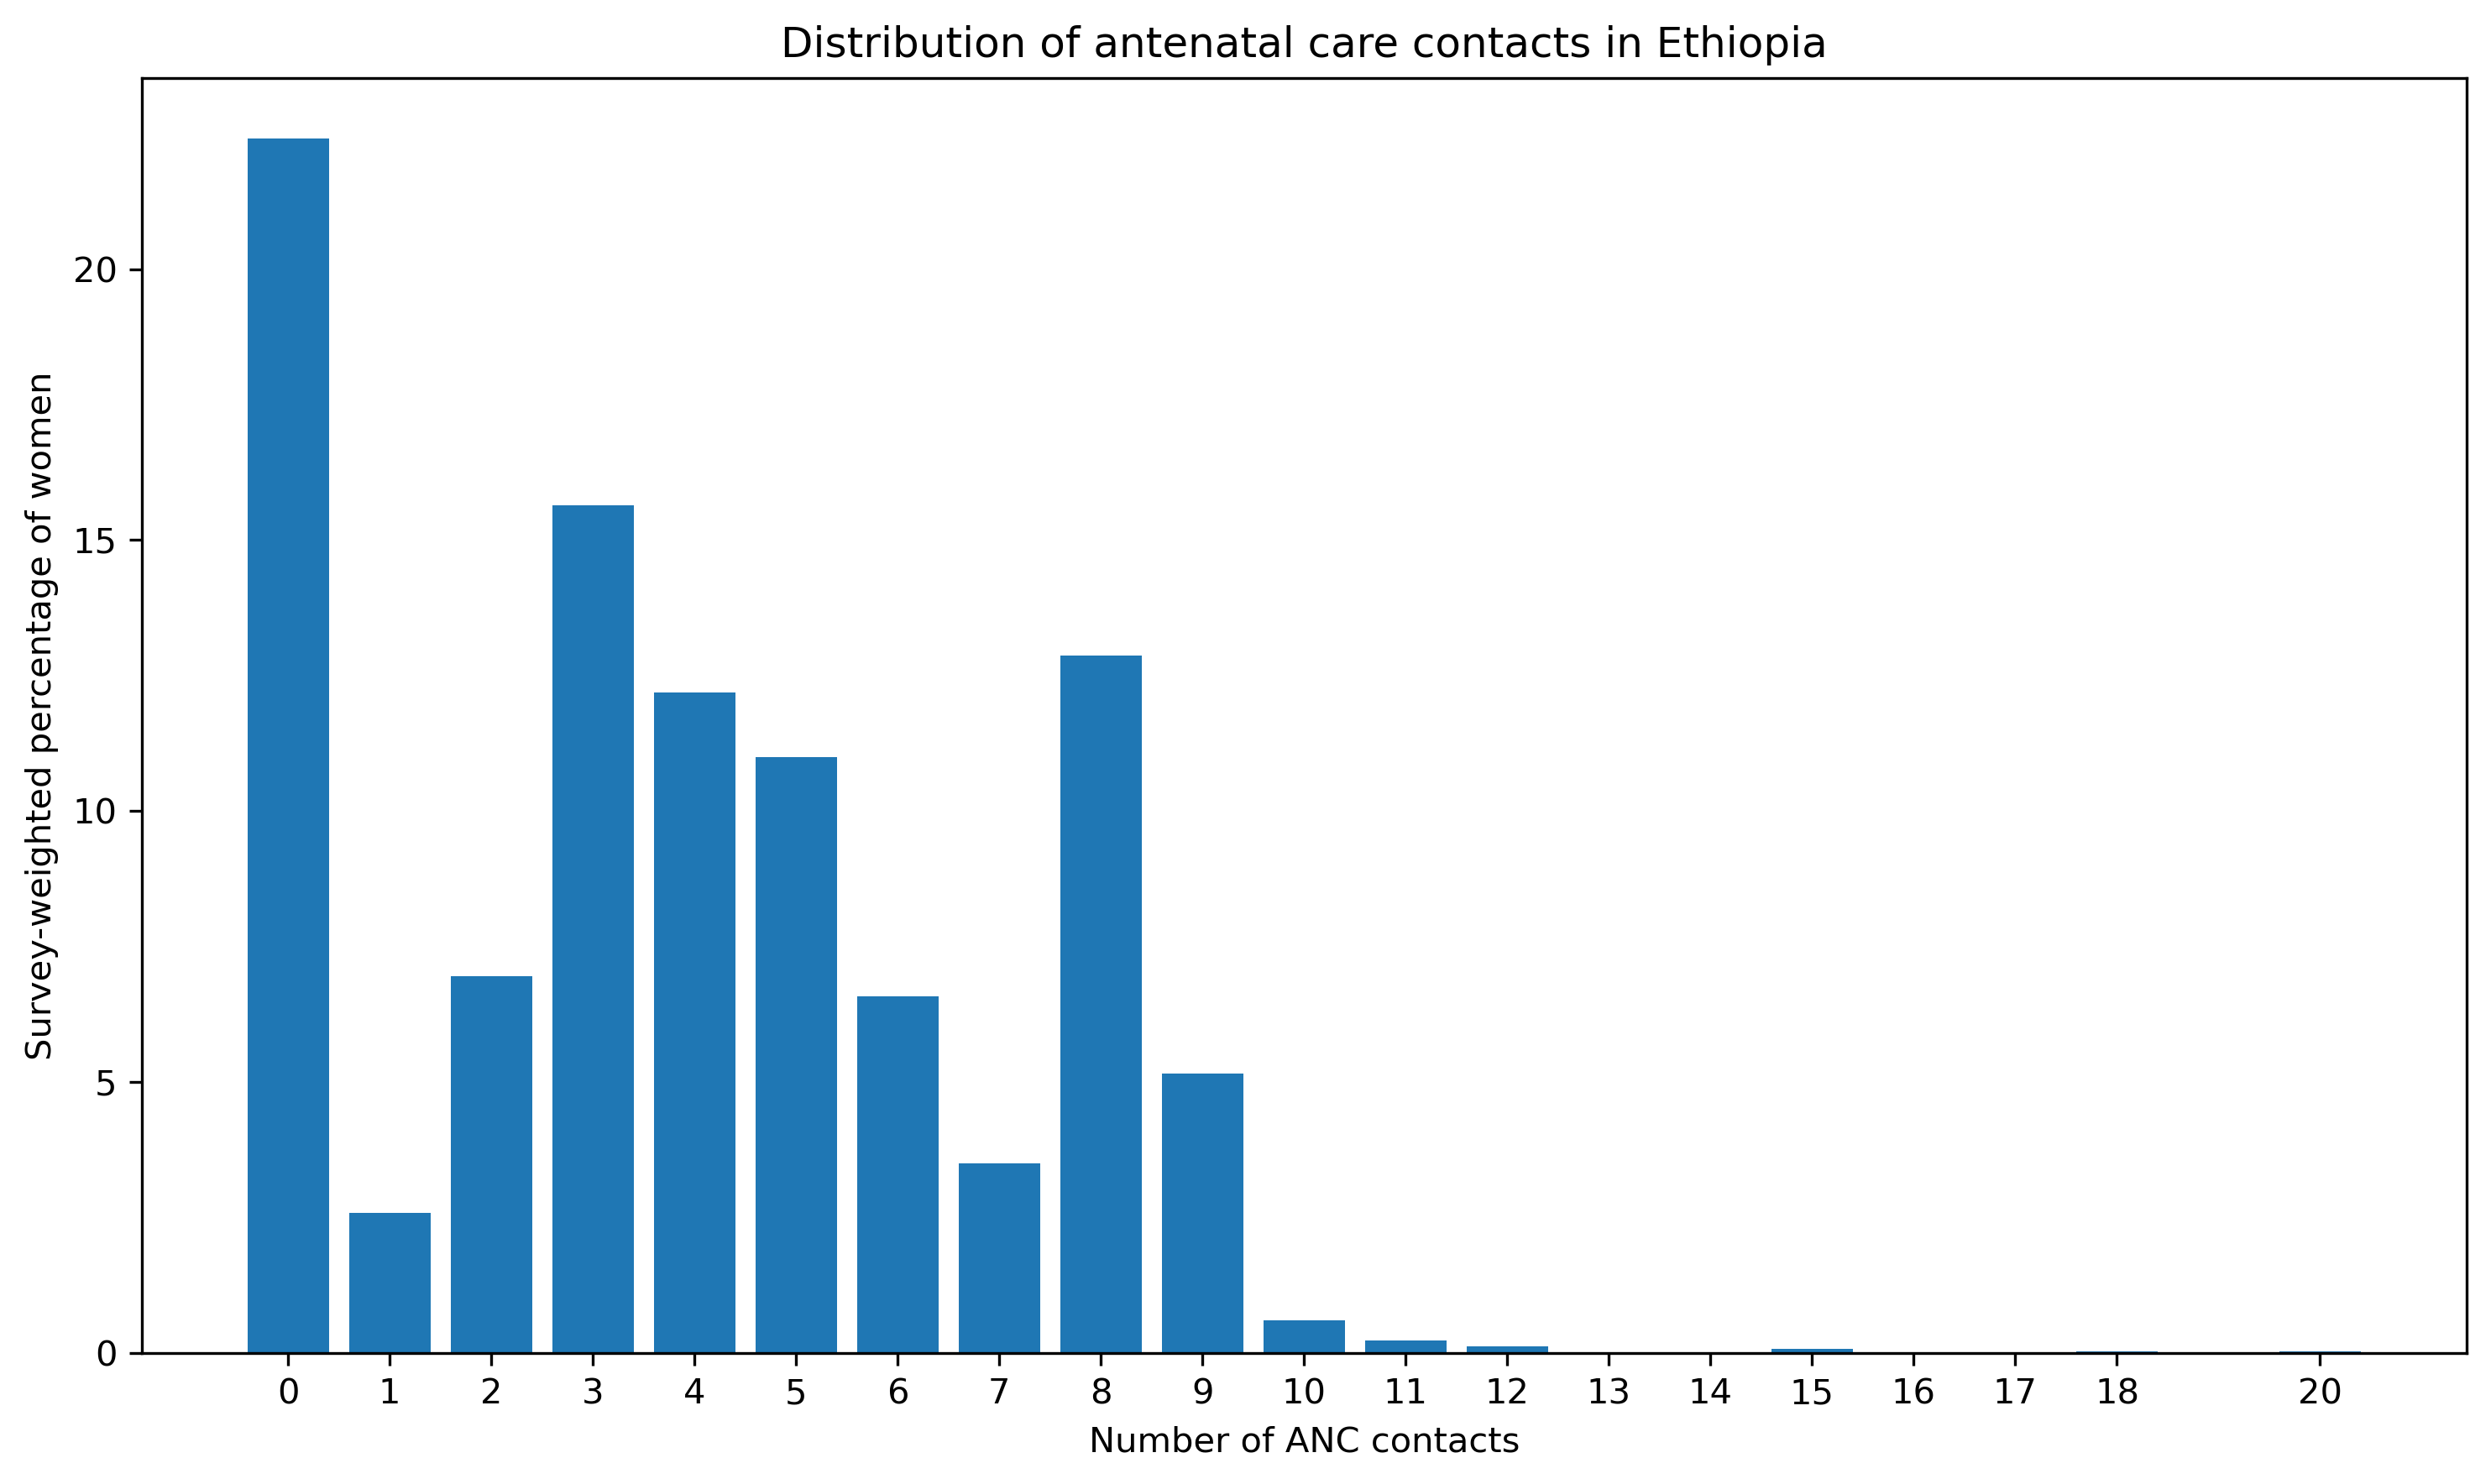 Distribution of antenatal care contacts in Ethiopia
Survey-weighted percentage of women
20
15
10
5
0
0 1 2 3 4 5 6 7 8 9 10 11 12 13 14 15 16 17 18 20
Number of ANC contacts